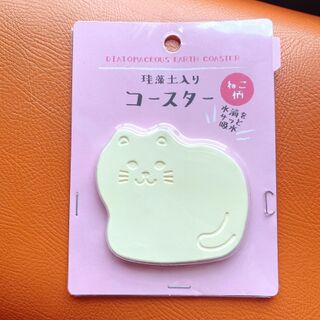 DIATOMACEOUS EARTH COASTER
珪藻土入り
コースター
ねこ
柄
水滴を
サッと
吸水